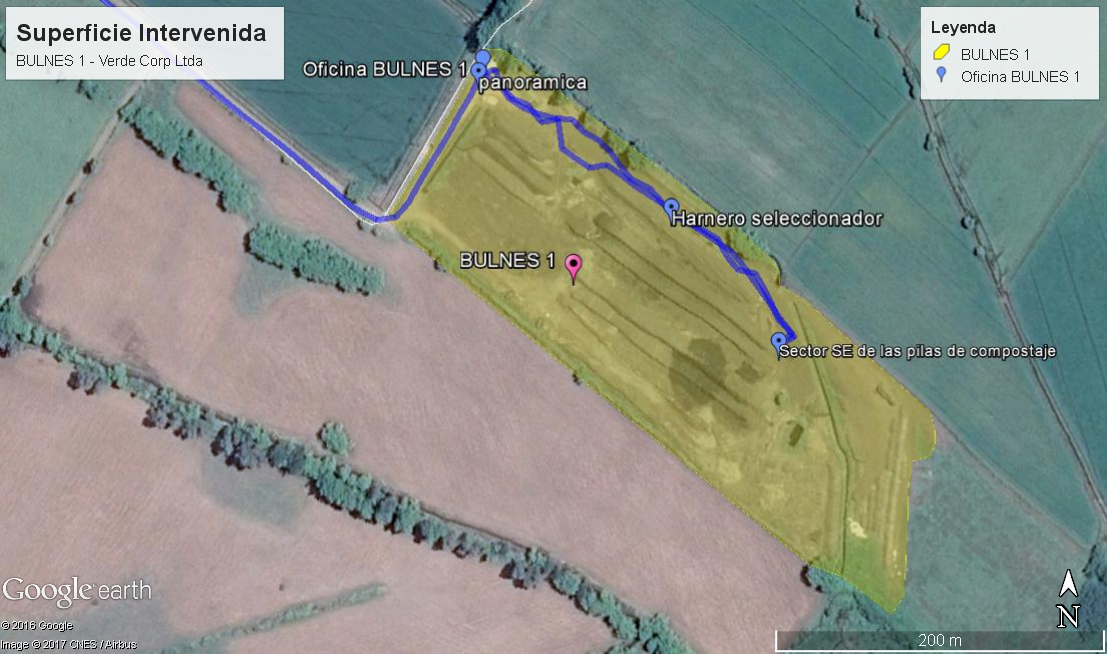 Superficie Intervenida
BULNES 1 - Verde Corp Ltda
Leyenda
BULNES 1
Oficina BULNES 1
Oficina BULNES 1
panoramica
Harnero seleccionador
BULNES 1
Sector SE de las pilas de compostaje
Google earth
© 2016 Google
Image © 2017 CNES / Airbus
N
200 m